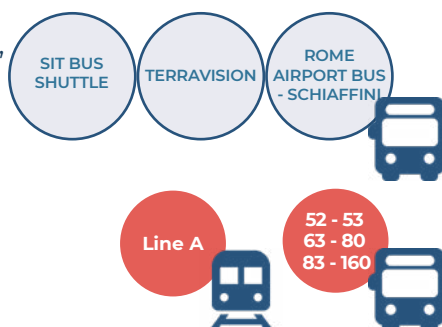 SIT BUS
SHUTTLE
TERRAVISION
ROME
AIRPORT BUS
- SCHIAFFINI
Line A
52 - 53
63 - 80
83 - 160